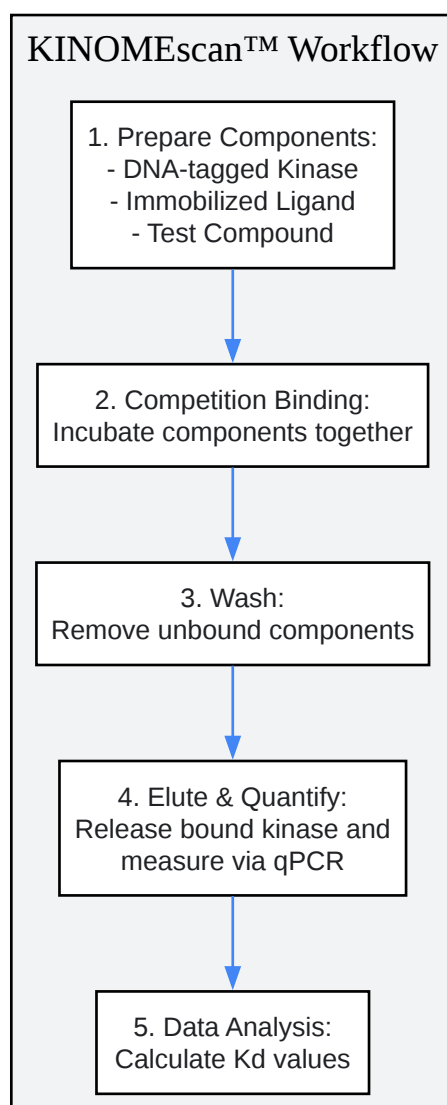 KINOMEscan™ Workflow
1. Prepare Components:
- DNA-tagged Kinase
- Immobilized Ligand
- Test Compound
2. Competition Binding:
Incubate components together
3. Wash:
Remove unbound components
4. Elute & Quantify:
Release bound kinase and
measure via qPCR
5. Data Analysis:
Calculate Kd values